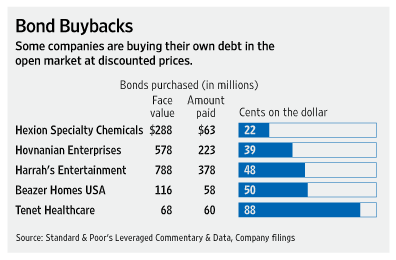 Bond Buybacks
Some companies are buying their own debt in the
open market at discounted prices.
Bonds purchased (in millions)
Face value Amount paid Cents on the dollar
Hexion Specialty Chemicals $288 $63 22
Hovnanian Enterprises 578 223 39
Harrah's Entertainment 788 378 48
Beazer Homes USA 116 58 50
Tenet Healthcare 68 60 88
Source: Standard & Poor's Leveraged Commentary & Data, Company filings